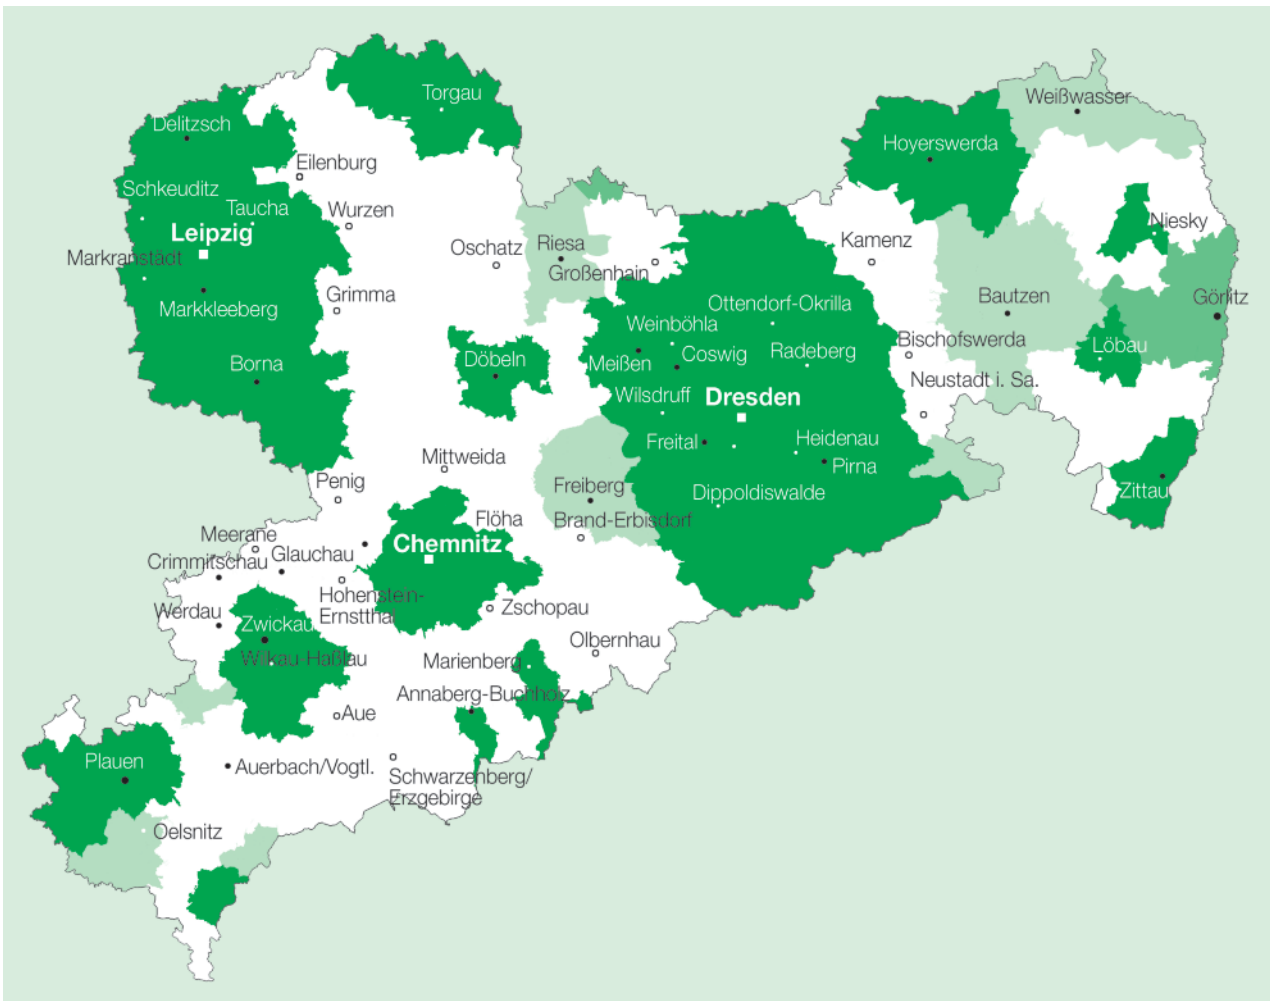 Torgau
Weißwasser
Delitzsch
Hoyerswerda
Eilenburg
Schkeuditz
Taucha
Wurzen
Niesky
Leipzig
Kamenz
Oschatz
Riesa
Markranstädt
Großenhain
Grimma
Bautzen
Görlitz
Markkleeberg
Ottendorf-Okrilla
Weinböhla
Bischofswerda
Löbau
Coswig
Radeberg
Döbeln
Meißen
Borna
Neustadt i. Sa.
Wilsdruff
Dresden
Freital
Heidenau
Mittweida
Pirna
Penig
Freiberg
Dippoldiswalde
Zittau
Flöha
Brand-Erbisdorf
Meerane
Chemnitz
Crimmitschau
Glauchau
Hohenstein-
Ernstthal
Werdau
Zschopau
Zwickau
Olbernhau
Wilkau-Haßlau
Marienberg
Annaberg-Buchholz
Aue
Plauen
Auerbach/Vogtl.
Schwarzenberg/
Erzgebirge
Oelsnitz